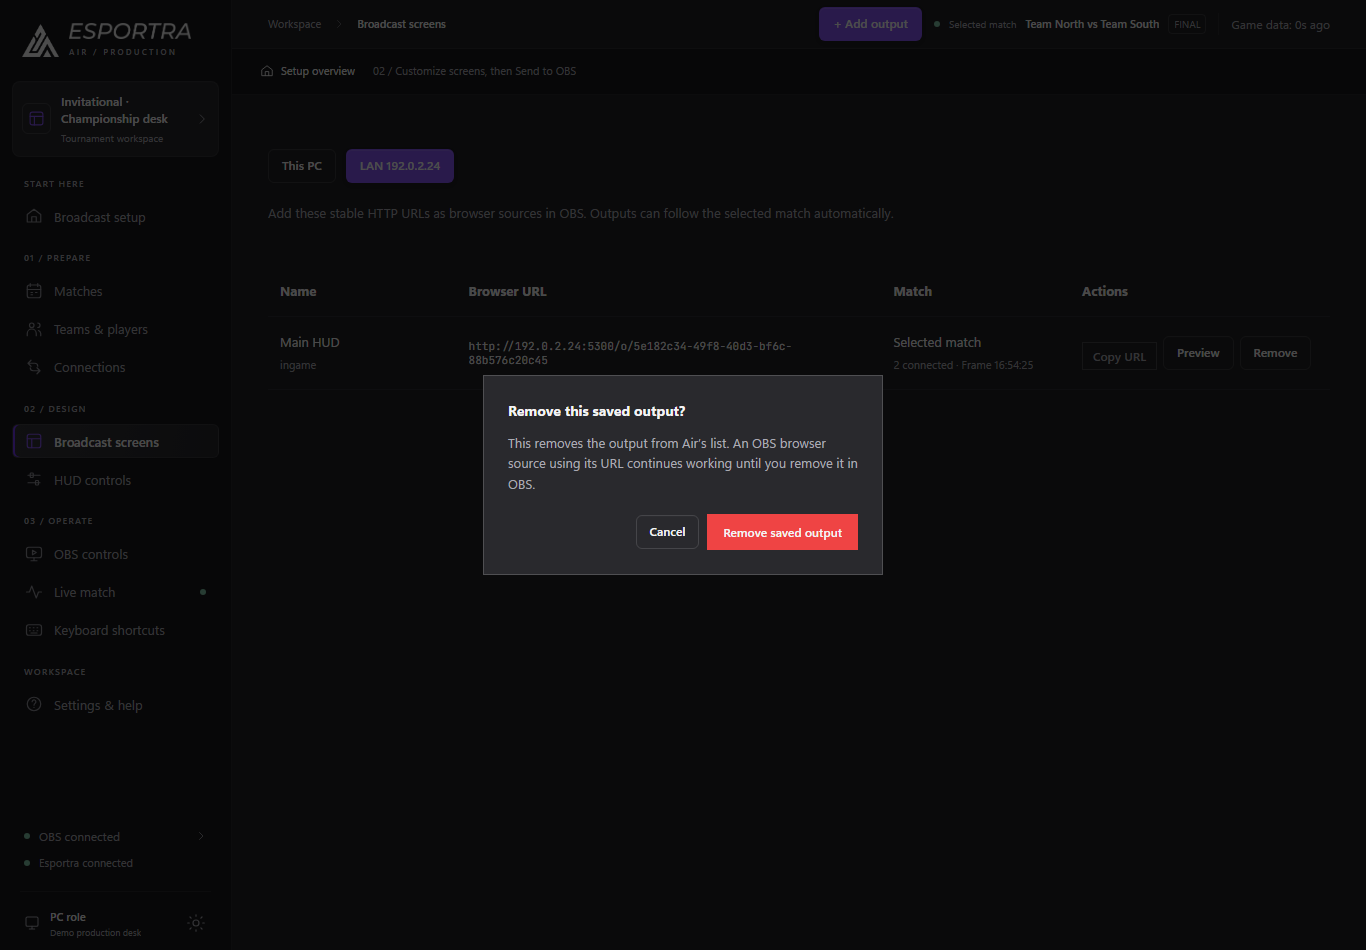 ESPORTRA
AIR / PRODUCTION
Invitational ·
Championship desk
Tournament workspace
START HERE
Broadcast setup
01 / PREPARE
Matches
Teams & players
Connections
02 / DESIGN
Broadcast screens
HUD controls
03 / OPERATE
OBS controls
Live match
Keyboard shortcuts
WORKSPACE
Settings & help
OBS connected
Esportra connected
PC role
Demo production desk
Workspace
Broadcast screens
+ Add output
Selected match
Team North vs Team South
FINAL
Game data: 0s ago
Setup overview
02 / Customize screens, then Send to OBS
This PC
LAN 192.0.2.24
Add these stable HTTP URLs as browser sources in OBS. Outputs can follow the selected match automatically.
Name
Browser URL
Match
Actions
Main HUD
ingame
http://192.0.2.24:5300/o/5e182c34-49f8-40d3-bf6c-
88b576c20c45
Selected match
2 connected · Frame 16:54:25
Copy URL
Preview
Remove
Remove this saved output?
This removes the output from Air's list. An OBS browser
source using its URL continues working until you remove it in
OBS.
Cancel
Remove saved output